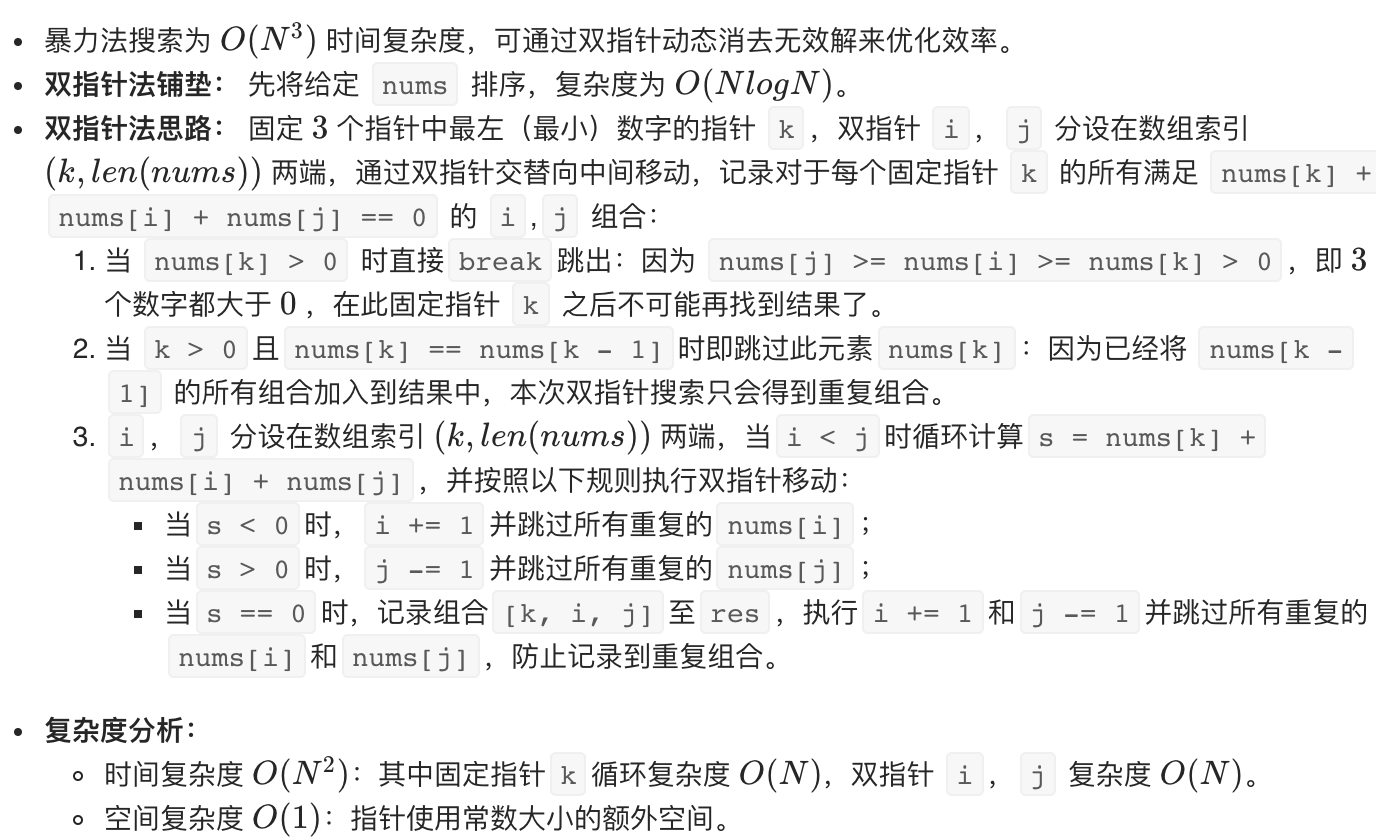 • 暴力法搜索为 O(N³) 时间复杂度，可通过双指针动态消去无效解来优化效率。
• 双指针法铺垫： 先将给定 nums 排序，复杂度为 O(NlogN)。
• 双指针法思路： 固定 3 个指针中最左（最小）数字的指针 k ，双指针 i ， j 分设在数组索引
(k, len(nums)) 两端，通过双指针交替向中间移动，记录对于每个固定指针 k 的所有满足 nums[k] +
nums[i] + nums[j] == 0 的 i , j 组合：
1. 当 nums[k] > 0 时直接 break 跳出：因为 nums[j] >= nums[i] >= nums[k] > 0 ，即 3
个数字都大于 0 ，在此固定指针 k 之后不可能再找到结果了。
2. 当 k > 0 且 nums[k] == nums[k - 1] 时即跳过此元素 nums[k] ：因为已经将 nums[k -
1] 的所有组合加入到结果中，本次双指针搜索只会得到重复组合。
3. i ， j 分设在数组索引 (k, len(nums)) 两端，当 i < j 时循环计算 s = nums[k] +
nums[i] + nums[j] ，并按照以下规则执行双指针移动：
▪ 当 s < 0 时， i += 1 并跳过所有重复的 nums[i] ；
▪ 当 s > 0 时， j -= 1 并跳过所有重复的 nums[j] ；
▪ 当 s == 0 时，记录组合 [k, i, j] 至 res ，执行 i += 1 和 j -= 1 并跳过所有重复的
nums[i] 和 nums[j] ，防止记录到重复组合。
• 复杂度分析：
◦ 时间复杂度 O(N²)：其中固定指针 k 循环复杂度 O(N)，双指针 i ， j 复杂度 O(N)。
◦ 空间复杂度 O(1)：指针使用常数大小的额外空间。